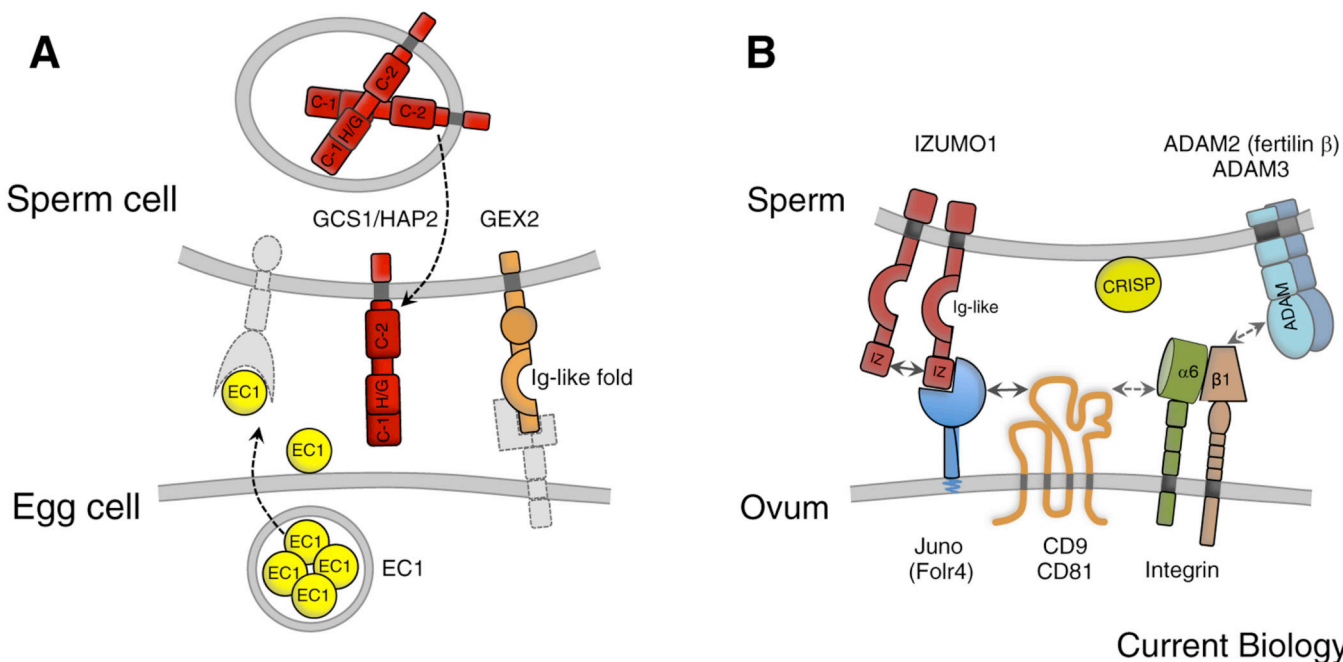 A
C-2
C-1
C-2
C-1 H/G
Sperm cell
GCS1/HAP2
GEX2
C-2
Ig-like fold
EC1
H/G
C-1
EC1
Egg cell
EC1
EC1
EC1
EC1
EC1
B
IZUMO1
ADAM2 (fertilin β)
ADAM3
Sperm
CRISP
Ig-like
ADAM
IZ
IZ
α6
β1
Ovum
Juno
(Folr4)
CD9
CD81
Integrin
Current Biology